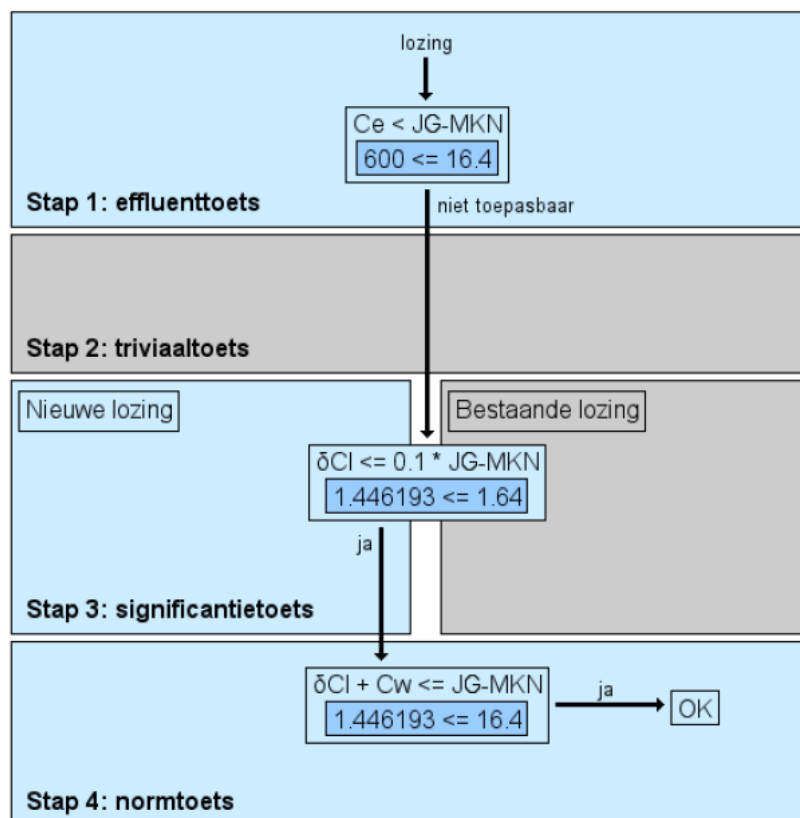 lozing
Ce < JG-MKN
600 <= 16.4
Stap 1: effluenttoets
niet toepasbaar
Stap 2: triviaaltoets
Nieuwe lozing
Bestaande lozing
δCl <= 0.1 * JG-MKN
1.446193 <= 1.64
ja
Stap 3: significantietoets
δCl + Cw <= JG-MKN
1.446193 <= 16.4
ja
OK
Stap 4: normtoets